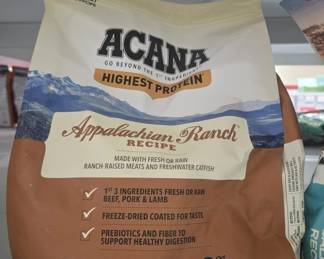 ACANA
GO BEYOND THE 1ST INGREDIENT
HIGHEST PROTEIN
Appalachian Ranch
RECIPE
MADE WITH FRESH OR RAW
RANCH-RAISED MEATS AND FRESHWATER CATFISH
1ST 3 INGREDIENTS FRESH OR RAW
BEEF, PORK & LAMB
FREEZE-DRIED COATED FOR TASTE
PREBIOTICS AND FIBER TO
SUPPORT HEALTHY DIGESTION